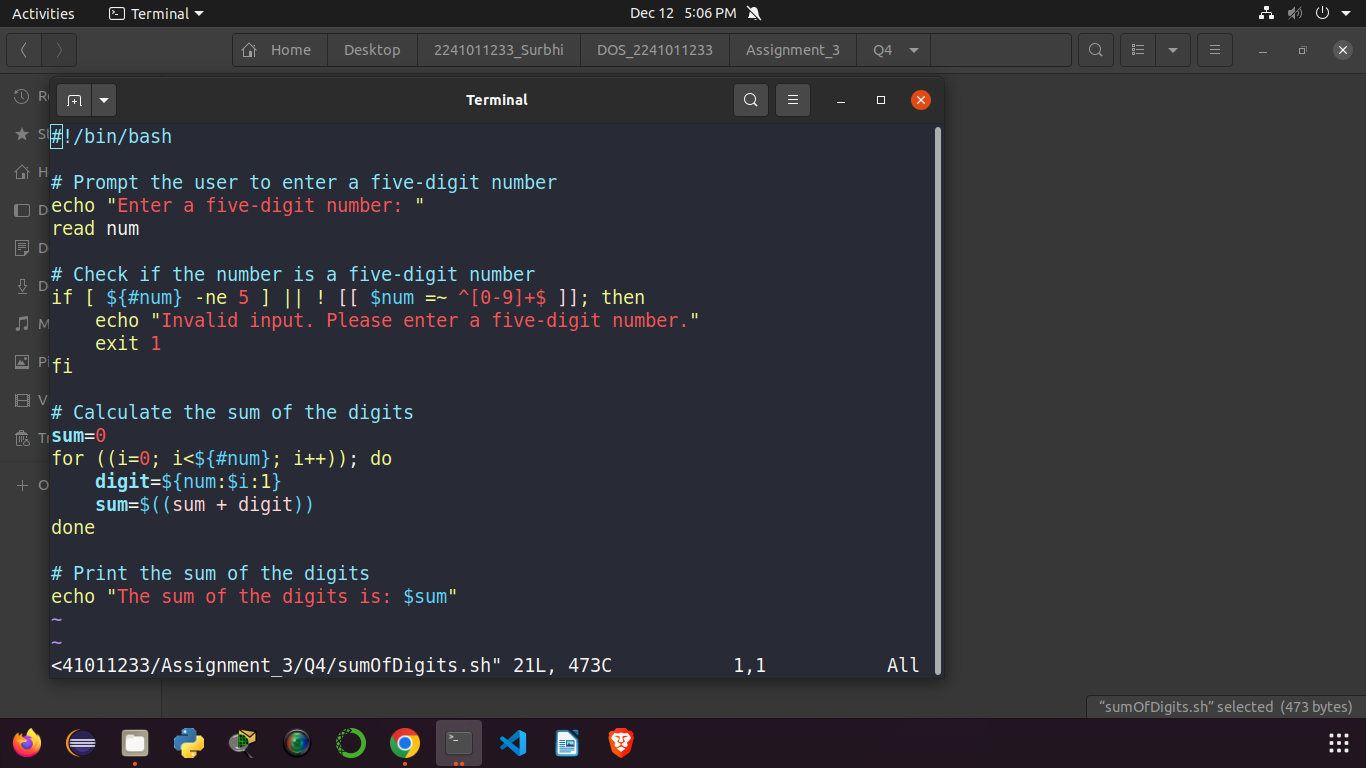 Activities Terminal Dec 12 5:06 PM
Home Desktop 2241011233_Surbhi DOS_2241011233 Assignment_3 Q4
Terminal
#!/bin/bash
# Prompt the user to enter a five-digit number
echo "Enter a five-digit number: "
read num
# Check if the number is a five-digit number
if [ ${#num} -ne 5 ] || ! [[ $num =~ ^[0-9]+$ ]]; then
    echo "Invalid input. Please enter a five-digit number."
    exit 1
fi
# Calculate the sum of the digits
sum=0
for ((i=0; i<${#num}; i++)); do
    digit=${num:$i:1}
    sum=$((sum + digit))
done
# Print the sum of the digits
echo "The sum of the digits is: $sum"
~
~
<41011233/Assignment_3/Q4/sumOfDigits.sh" 21L, 473C 1,1 All
"sumOfDigits.sh" selected (473 bytes)